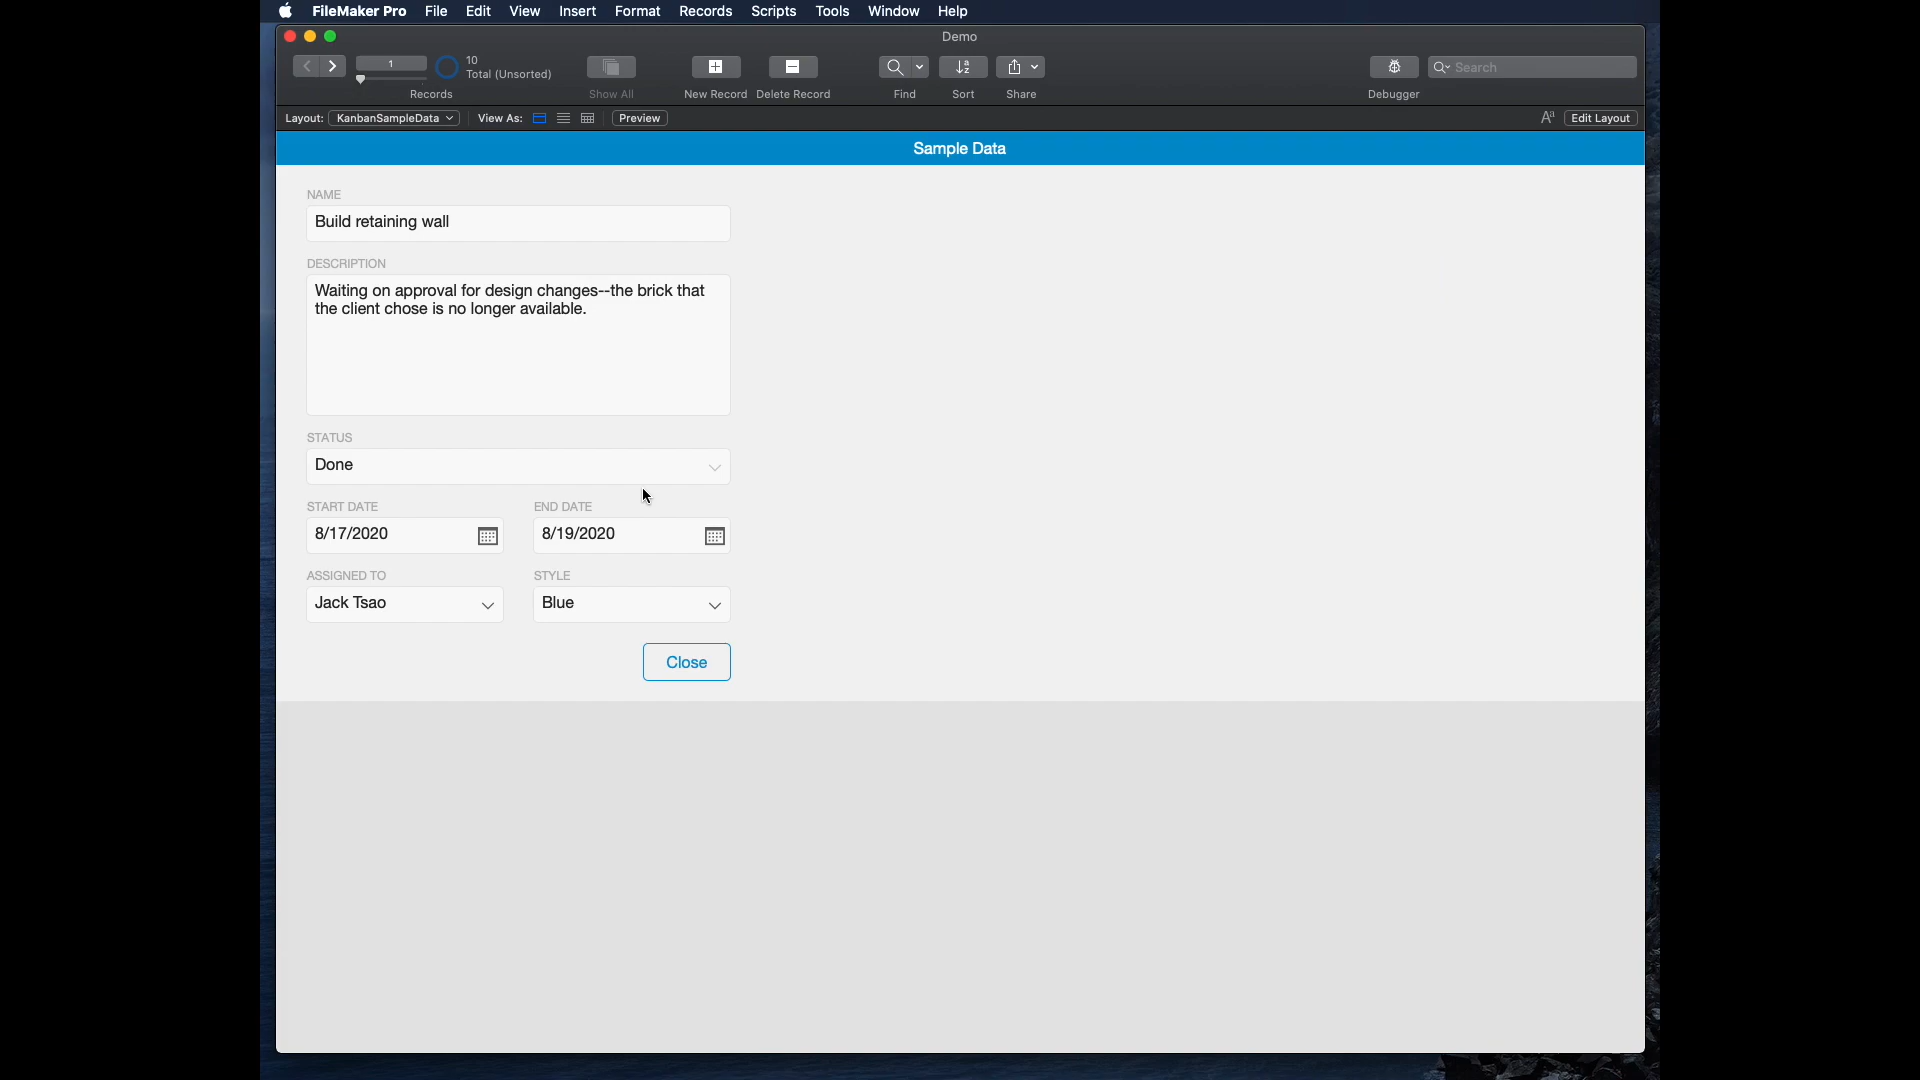 FileMaker Pro File Edit View Insert Format Records Scripts Tools Window Help
Demo
1
10
Total (Unsorted)
Search
Records Show All New Record Delete Record Find Sort Share Debugger
Layout: KanbanSampleData View As: Preview Aa Edit Layout
Sample Data
NAME
Build retaining wall
DESCRIPTION
Waiting on approval for design changes--the brick that
the client chose is no longer available.
STATUS
Done
START DATE END DATE
8/17/2020 8/19/2020
ASSIGNED TO STYLE
Jack Tsao Blue
Close